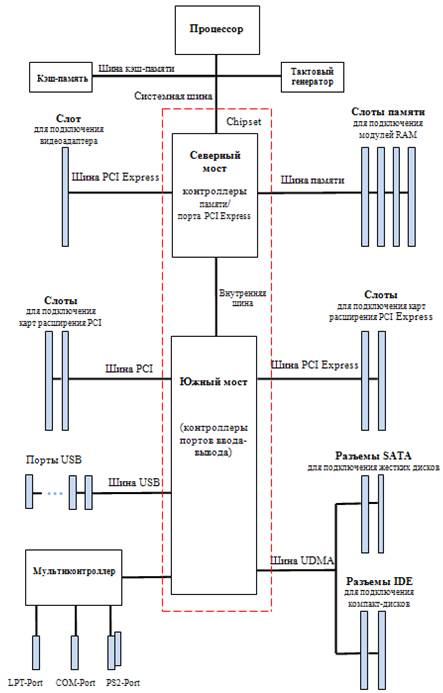 Процессор
Шина кэш-памяти
Кэш-память
Тактовый
генератор
Системная шина
Chipset
Слот
для подключения
видеоадаптера
Северный
мост
контроллеры
памяти/
порта PCI Express
Слоты памяти
для подключения
модулей RAM
Шина PCI Express
Шина памяти
Внутренняя
шина
Слоты
для подключения
карт расширения PCI
Слоты
для подключения карт
расширения PCI Express
Шина PCI
Южный мост
(контроллеры
портов ввода-
вывода)
Шина PCI Express
Порты USB
Шина USB
Разъемы SATA
для подключения жестких дисков
Шина UDMA
Мультиконтроллер
Разъемы IDE
для подключения
компакт-дисков
LPT-Port
COM-Port
PS2-Port